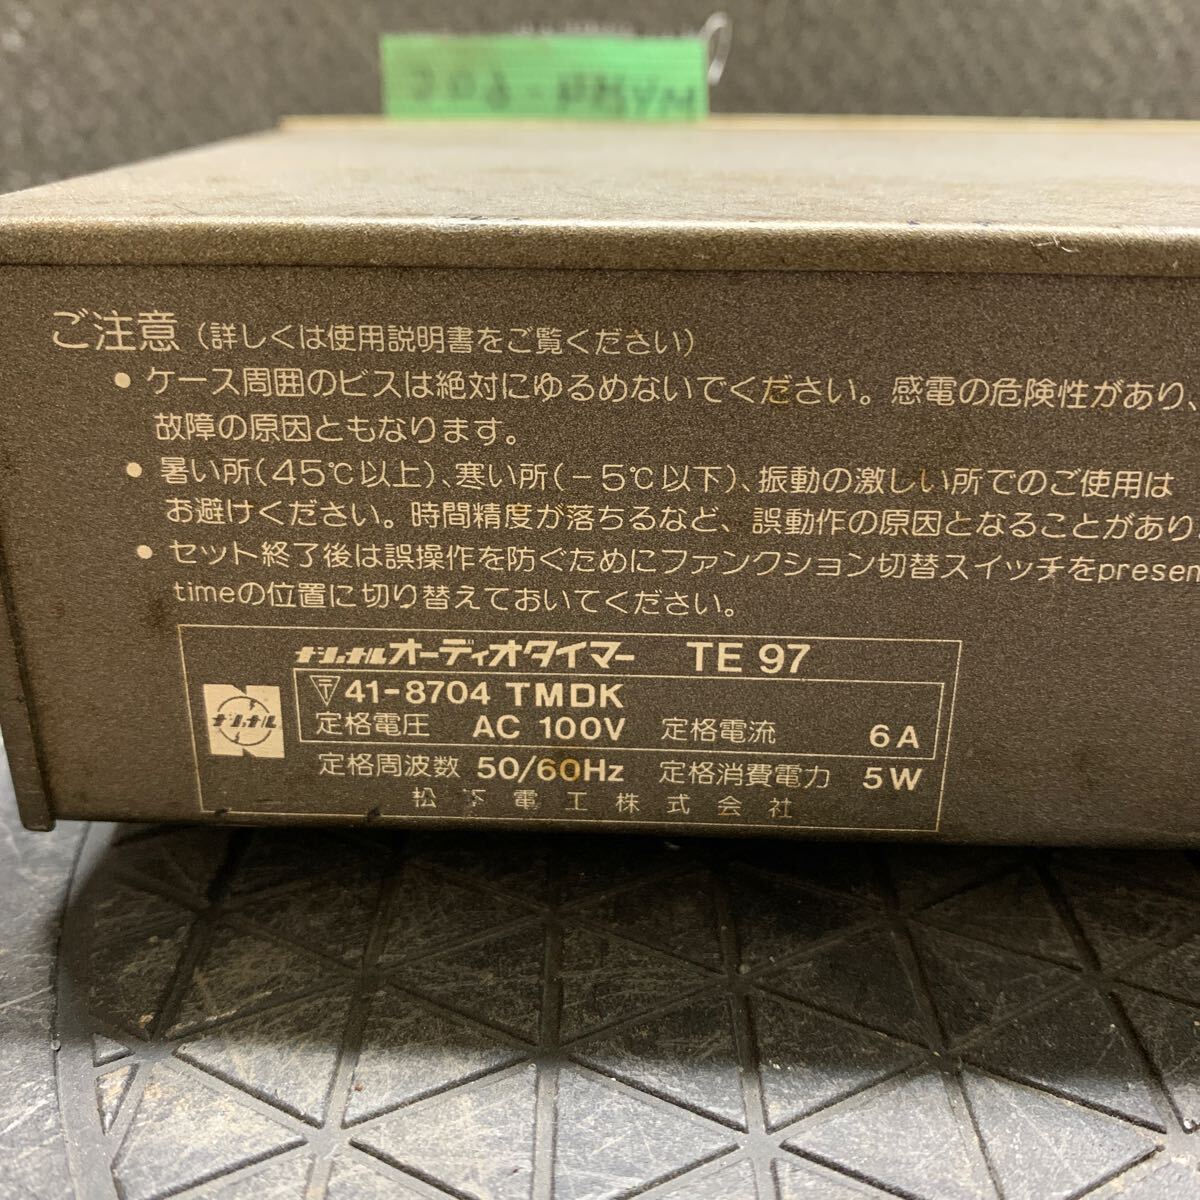 ご注意(詳しくは使用説明書をご覧ください)
• ケース周囲のビスは絶対にゆるめないでください。感電の危険性があり、
故障の原因ともなります。
• 暑い所(45℃以上)、寒い所(−5℃以下)、振動の激しい所でのご使用は
お避けください。時間精度が落ちるなど、誤動作の原因となることがあり
• セット終了後は誤操作を防ぐためにファンクション切替スイッチをpresen
timeの位置に切り替えておいてください。
ナショナルオーディオタイマー TE 97
ナショナル
〒41-8704 TMDK
定格電圧 AC 100V 定格電流 6A
定格周波数 50/60Hz 定格消費電力 5W
松下電工株式会社